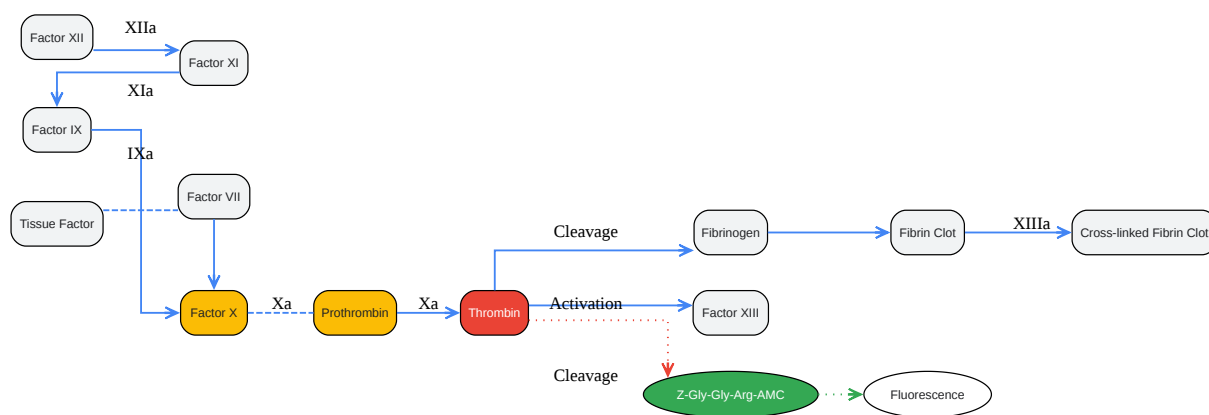 Factor XII
XIIa
Factor XI
XIa
Factor IX
IXa
Factor VII
Tissue Factor
Factor X
Xa
Prothrombin
Xa
Thrombin
Cleavage
Fibrinogen
Fibrin Clot
XIIIa
Cross-linked Fibrin Clot
Activation
Factor XIII
Cleavage
Z-Gly-Gly-Arg-AMC
Fluorescence